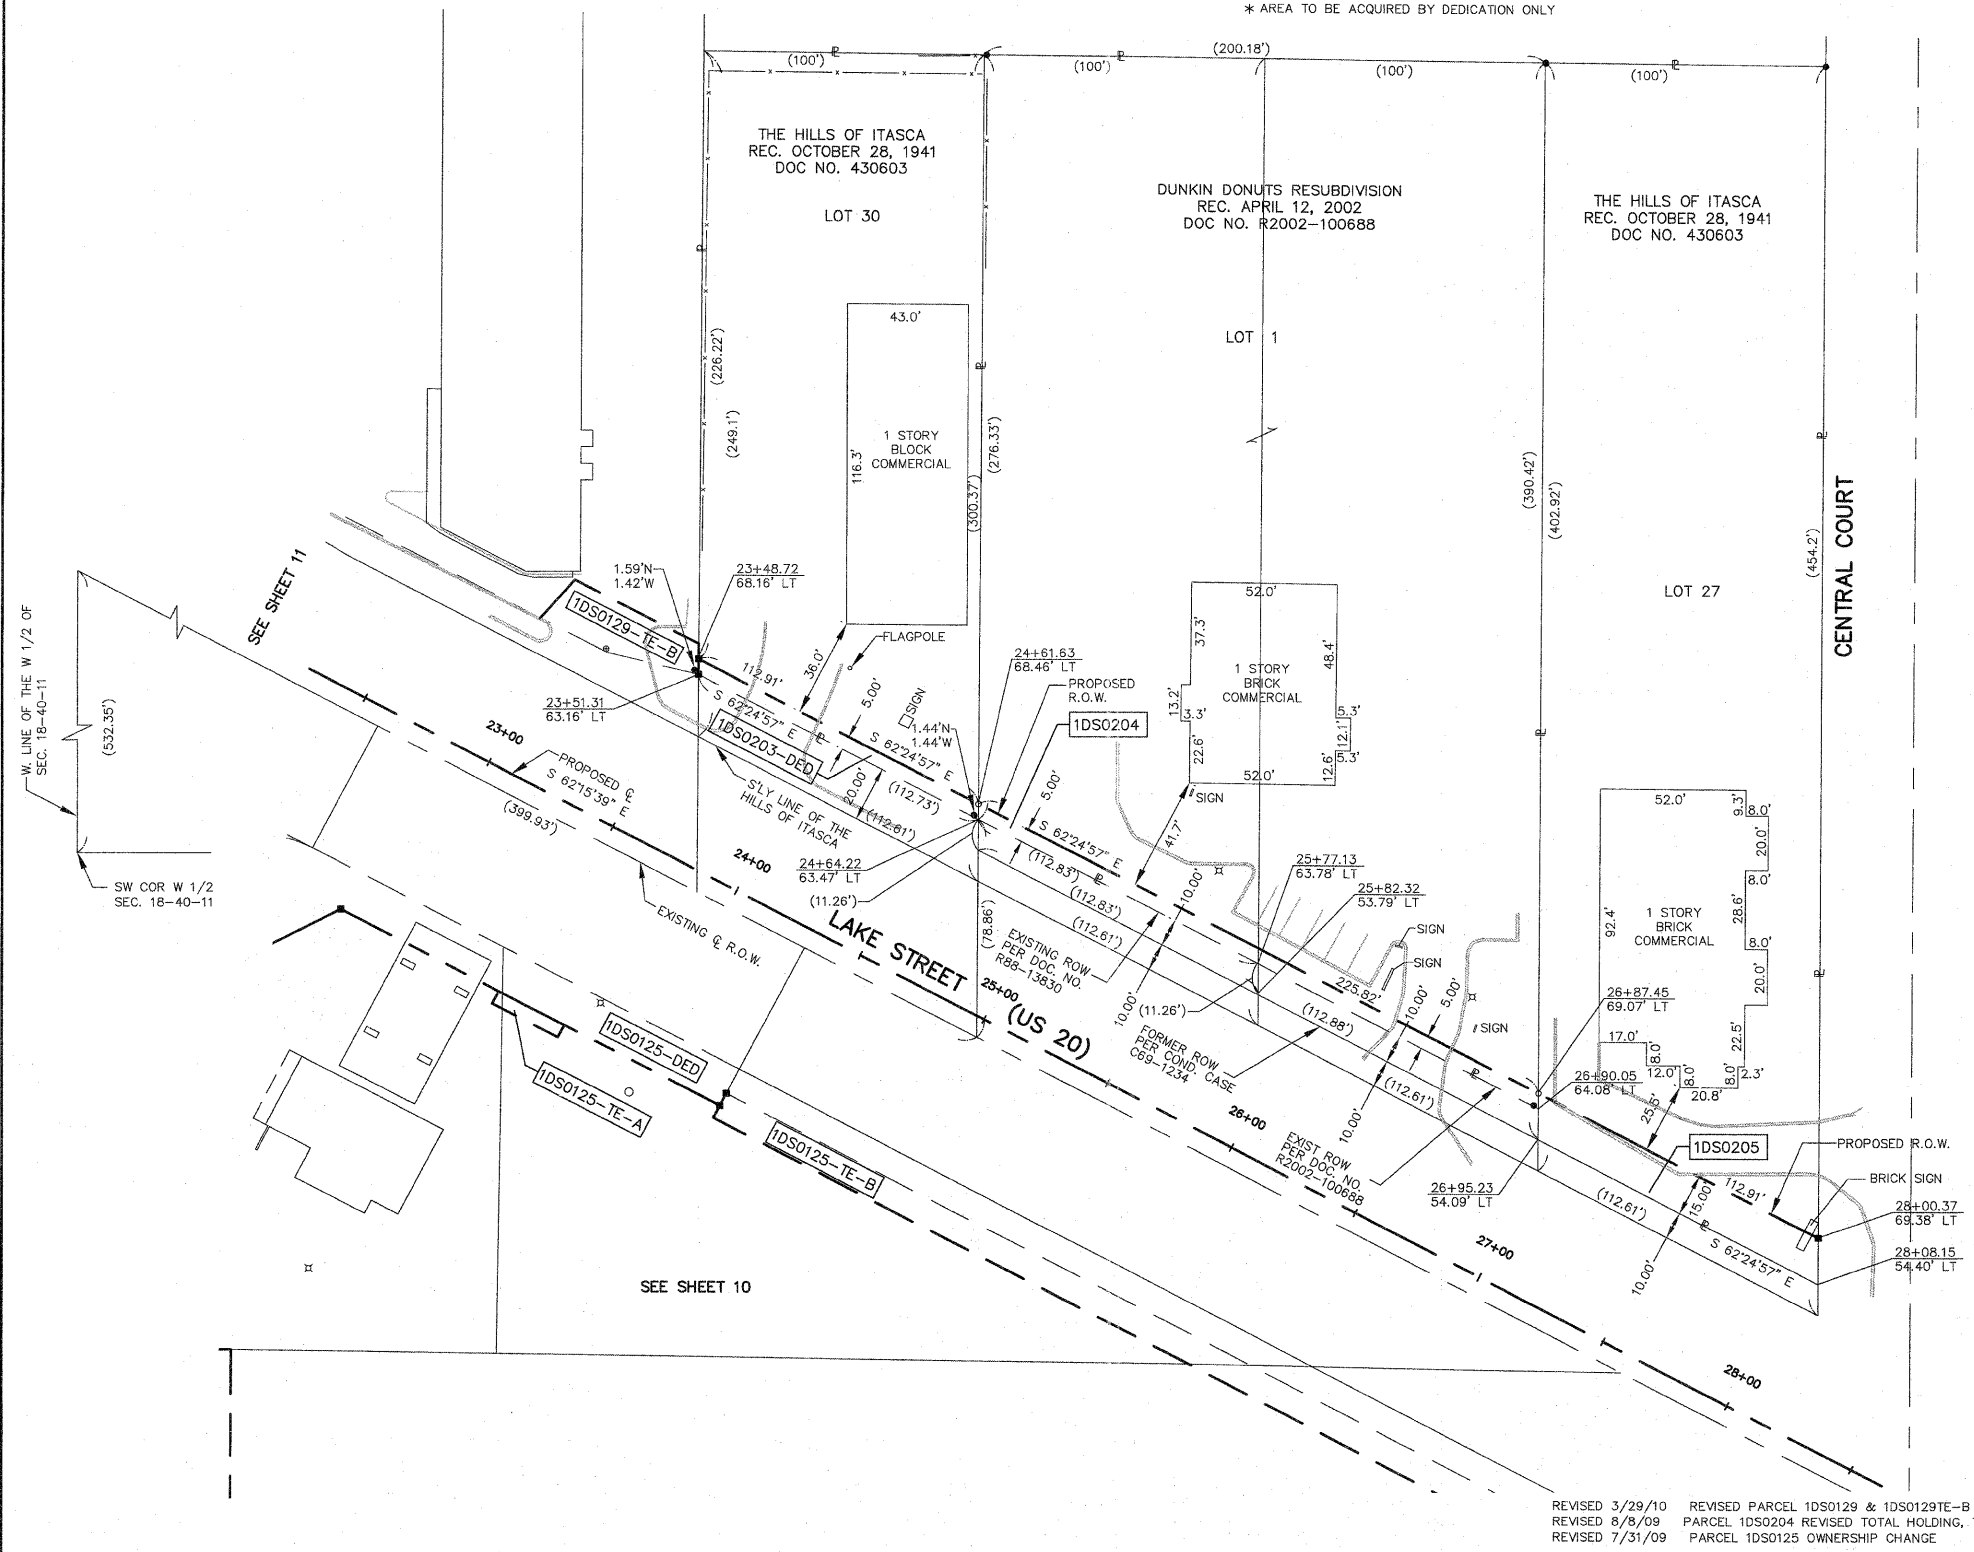 * AREA TO BE ACQUIRED BY DEDICATION ONLY
(100')
(200.18')
(100')
(100')
(100')
THE HILLS OF ITASCA
REC. OCTOBER 28, 1941
DOC NO. 430603
LOT 30
DUNKIN DONUTS RESUBDIVISION
REC. APRIL 12, 2002
DOC NO. R2002-100688
LOT 1
THE HILLS OF ITASCA
REC. OCTOBER 28, 1941
DOC NO. 430603
LOT 27
CENTRAL COURT
(454.2')
(226.22')
(249.1')
43.0'
116.3'
1 STORY
BLOCK
COMMERCIAL
(276.33')
(300.37')
(390.42')
(402.92')
SEE SHEET 11
W. LINE OF THE W 1/2 OF
SEC. 18-40-11
(532.35')
SW COR W 1/2
SEC. 18-40-11
1.59'N
1.42'W
23+48.72
68.16' LT
1DS0129-TE-B
23+51.31
63.16' LT
112.91'
36.0'
FLAGPOLE
5.00'
SIGN
S 62°24'57" E
1DS0203-DED
S 62°24'57" E
1.44'N
1.44'W
24+61.63
68.46' LT
PROPOSED
R.O.W.
1DS0204
20.00'
(112.73')
(112.61')
S'LY LINE OF THE
HILLS OF ITASCA
23+00
PROPOSED ℄
S 62°15'39" E
(399.93')
24+00
EXISTING ℄ R.O.W.
24+64.22
63.47' LT
(11.26')
(78.86')
LAKE STREET
(US 20)
25+00
5.00'
S 62°24'57" E
(112.83')
(112.83')
(112.61')
EXISTING ROW
PER DOC. NO.
R88-13830
52.0'
37.3'
48.4'
1 STORY
BRICK
COMMERCIAL
13.2'
3.3'
22.6'
5.3'
12.1'
5.3'
12.6'
52.0'
SIGN
41.7'
10.00'
10.00'
25+77.13
63.78' LT
25+82.32
53.79' LT
(11.26')
SIGN
SIGN
225.82'
(112.88')
10.00'
5.00'
SIGN
FORMER ROW
PER COND. CASE
C69-1234
(112.61')
10.00'
26+00
EXIST ROW
PER DOC. NO.
R2002-100688
26+87.45
69.07' LT
26+90.05
64.08' LT
26+95.23
54.09' LT
52.0'
9.3'
8.0'
20.0'
8.0'
28.6'
8.0'
20.0'
22.5'
92.4'
1 STORY
BRICK
COMMERCIAL
17.0'
8.0'
12.0'
8.0'
20.8'
8.0'
2.3'
25.5'
1DS0205
PROPOSED R.O.W.
BRICK SIGN
112.91'
(112.61')
15.00'
10.00'
S 62°24'57" E
28+00.37
69.38' LT
28+08.15
54.40' LT
27+00
28+00
1DS0125-DED
1DS0125-TE-A
1DS0125-TE-B
SEE SHEET 10
REVISED 3/29/10 REVISED PARCEL 1DS0129 & 1DS0129TE-B
REVISED 8/8/09 PARCEL 1DS0204 REVISED TOTAL HOLDING,
REVISED 7/31/09 PARCEL 1DS0125 OWNERSHIP CHANGE